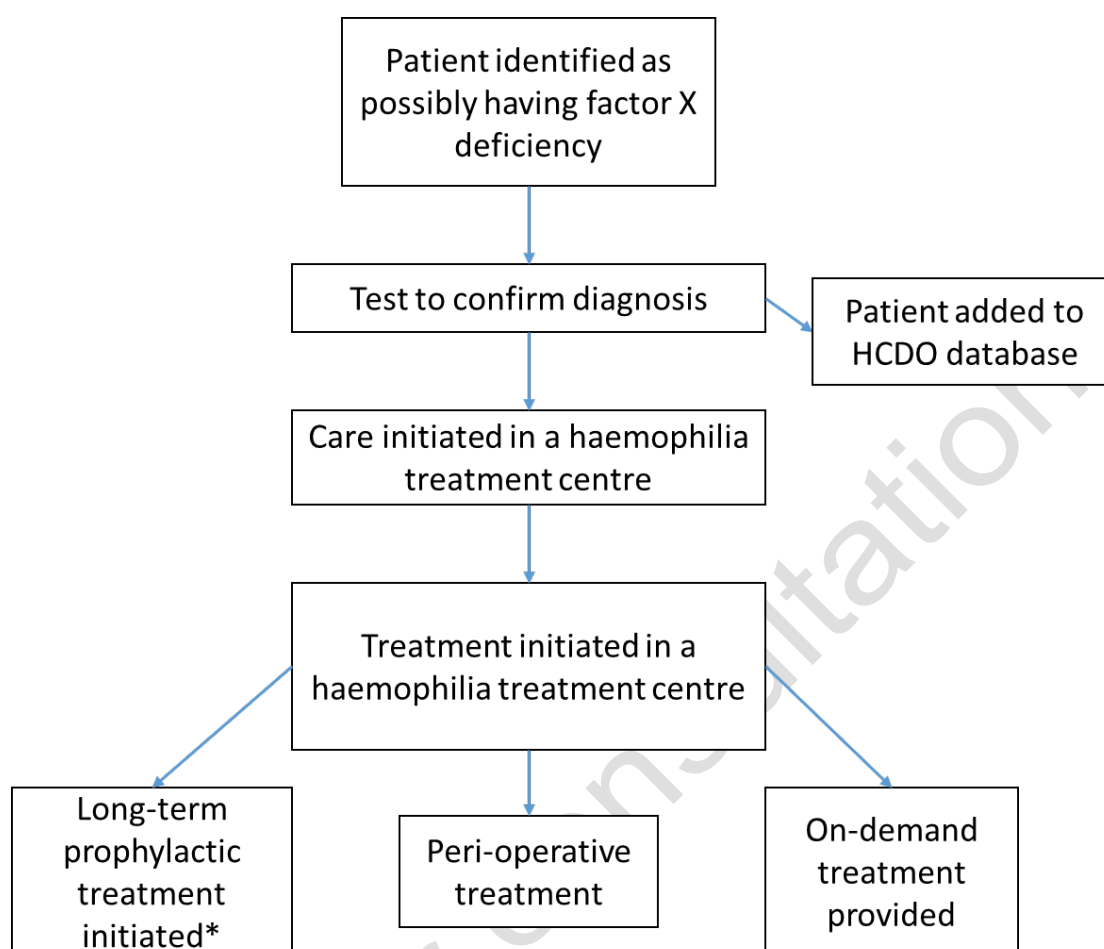 Patient identified as
possibly having factor X
deficiency
Test to confirm diagnosis
Patient added to
HCDO database
Care initiated in a haemophilia
treatment centre
Treatment initiated in a
haemophilia treatment centre
Long-term
prophylactic
treatment
initiated*
Peri-operative
treatment
On-demand
treatment
provided